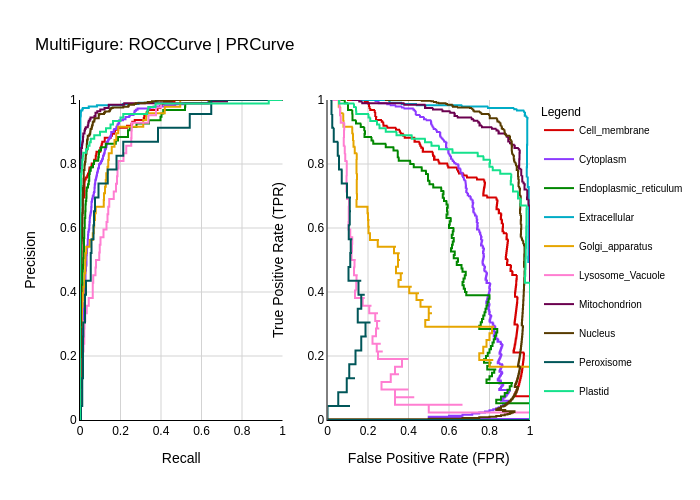 MultiFigure: ROCCurve | PRCurve
Precision
1
0.8
0.6
0.4
0.2
0
0 0.2 0.4 0.6 0.8 1
Recall
True Positive Rate (TPR)
1
0.8
0.6
0.4
0.2
0
0 0.2 0.4 0.6 0.8 1
False Positive Rate (FPR)
Legend
Cell_membrane
Cytoplasm
Endoplasmic_reticulum
Extracellular
Golgi_apparatus
Lysosome_Vacuole
Mitochondrion
Nucleus
Peroxisome
Plastid